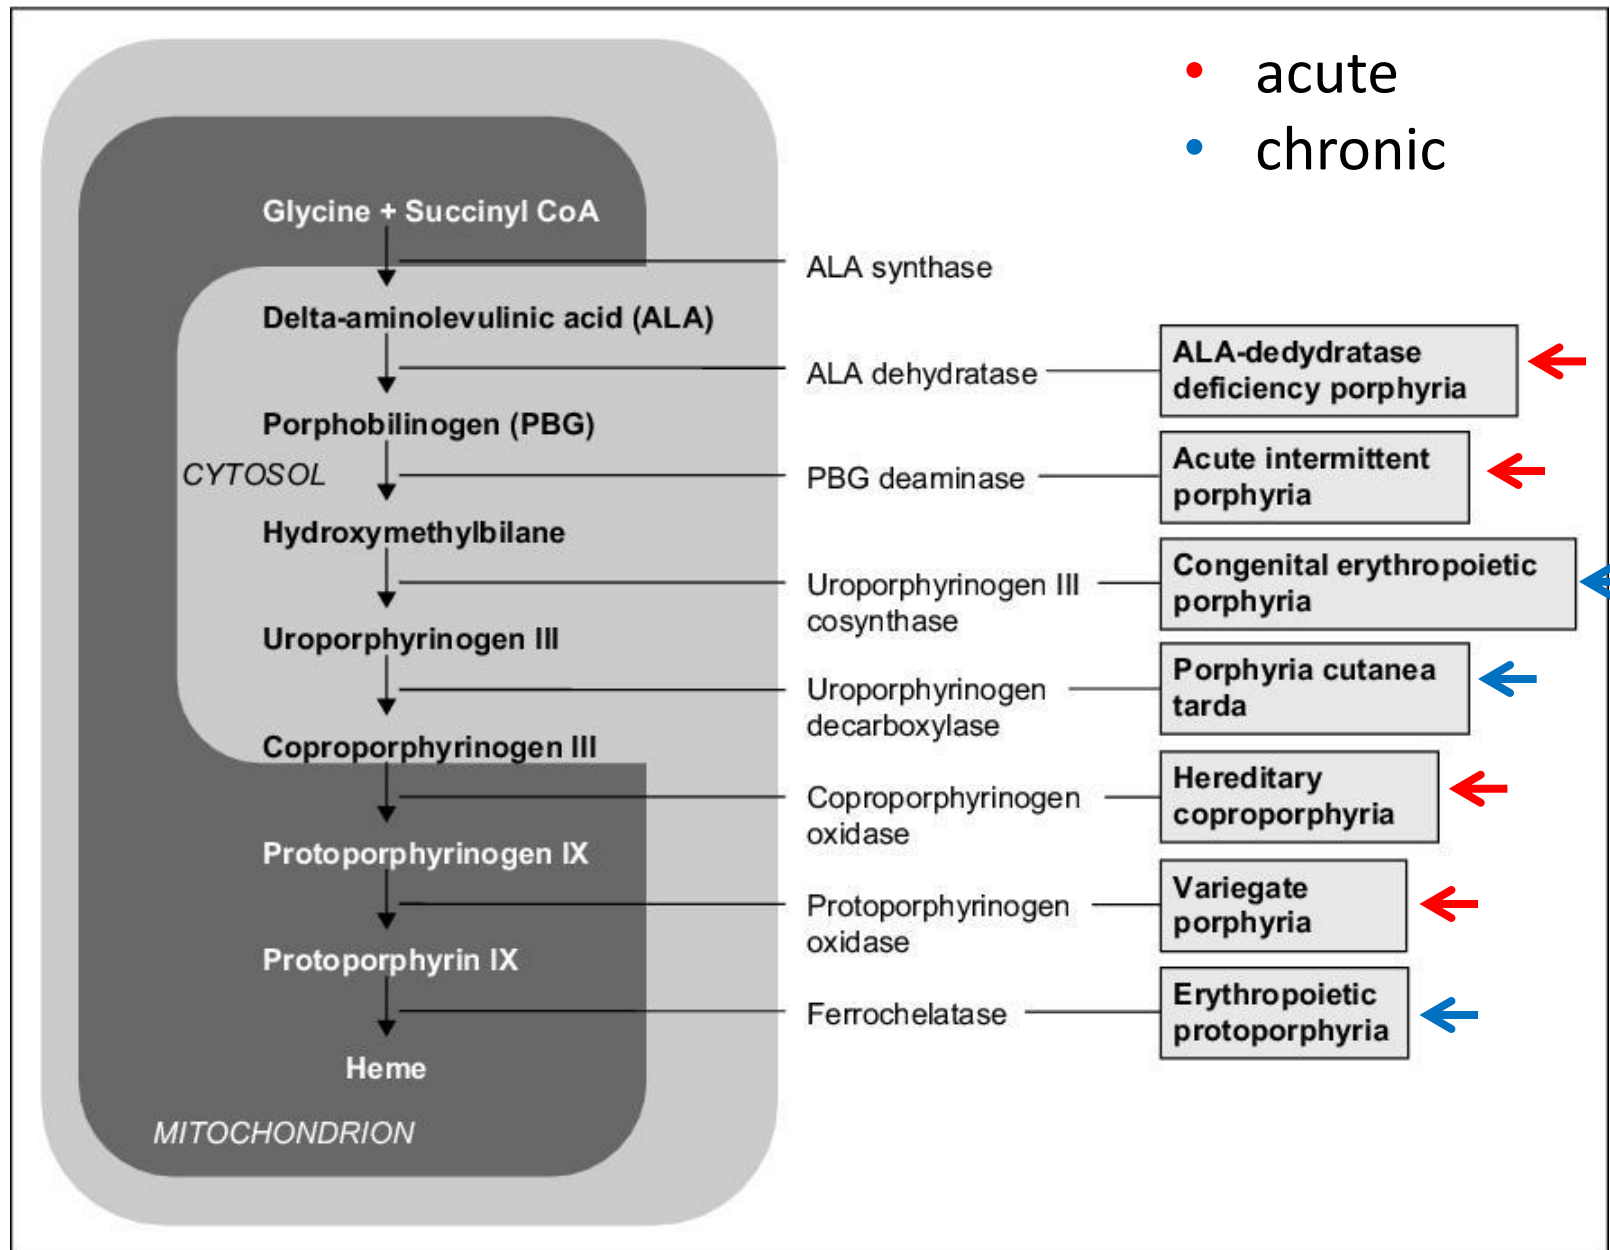 • acute
• chronic
Glycine + Succinyl CoA
ALA synthase
Delta-aminolevulinic acid (ALA)
ALA dehydratase
ALA-dedydratase
deficiency porphyria
Porphobilinogen (PBG)
CYTOSOL
PBG deaminase
Acute intermittent
porphyria
Hydroxymethylbilane
Uroporphyrinogen III
cosynthase
Congenital erythropoietic
porphyria
Uroporphyrinogen III
Uroporphyrinogen
decarboxylase
Porphyria cutanea
tarda
Coproporphyrinogen III
Coproporphyrinogen
oxidase
Hereditary
coproporphyria
Protoporphyrinogen IX
Protoporphyrinogen
oxidase
Variegate
porphyria
Protoporphyrin IX
Ferrochelatase
Erythropoietic
protoporphyria
Heme
MITOCHONDRION